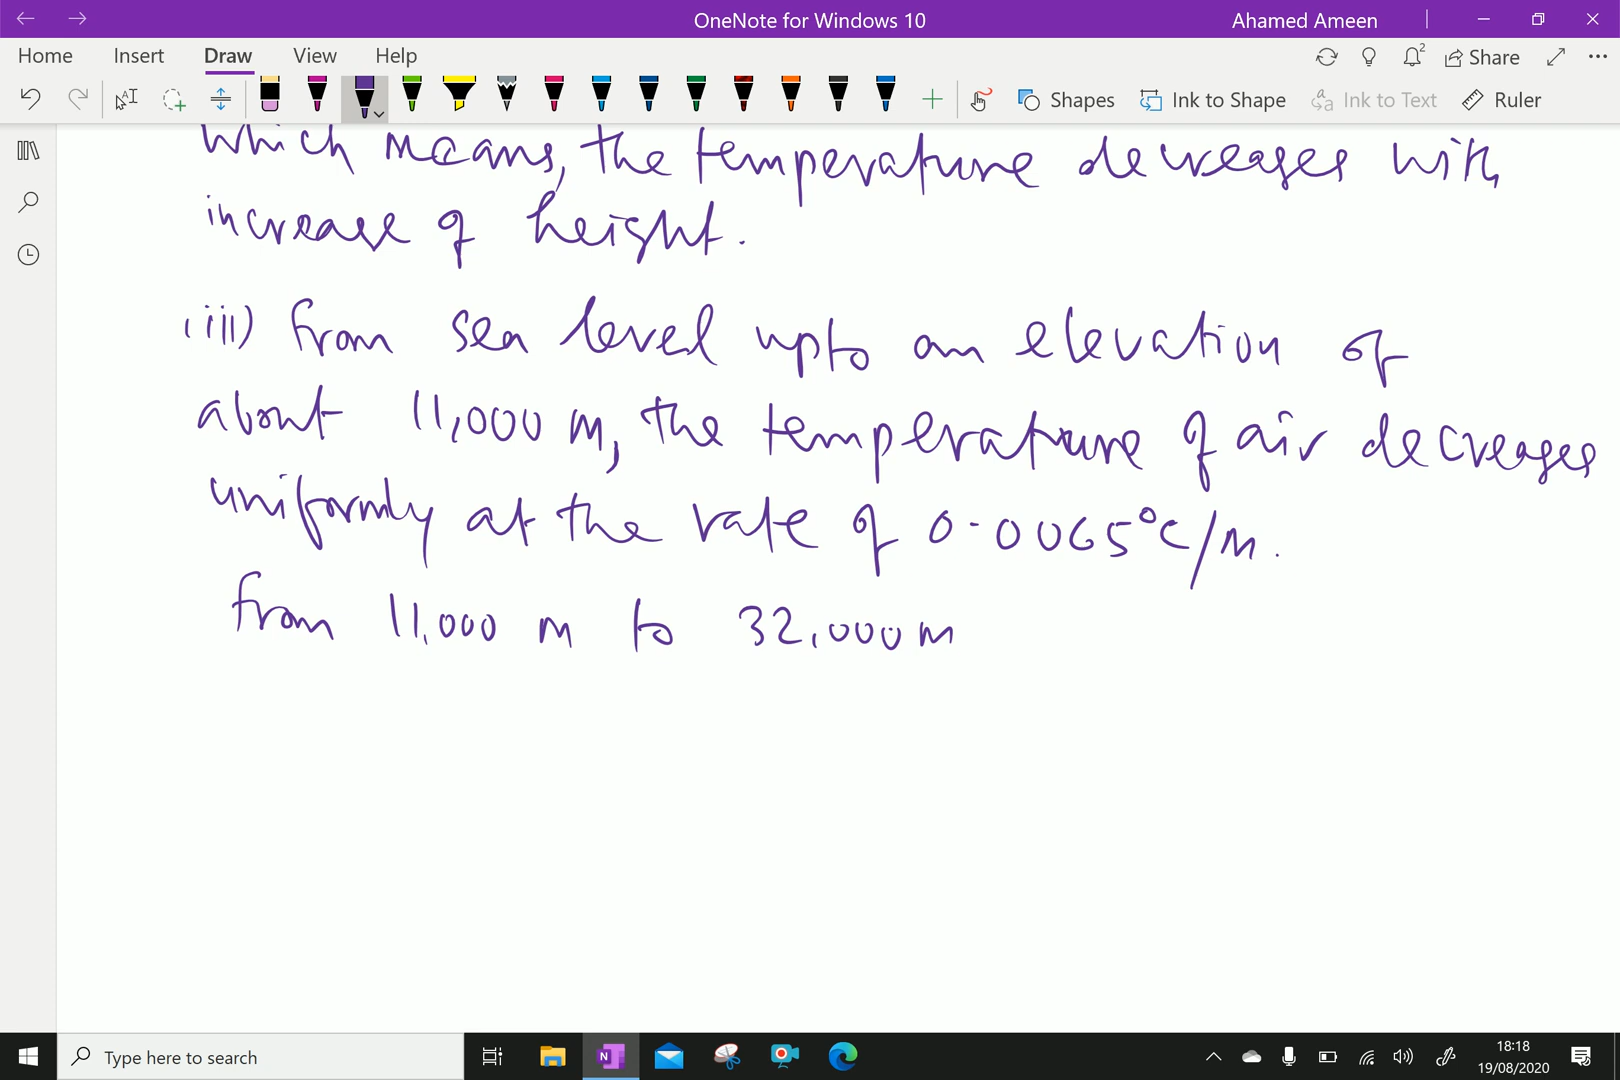 OneNote for Windows 10
Ahamed Ameen
Home Insert Draw View Help
2 Share
Shapes Ink to Shape Ink to Text Ruler
which means, the temperature decreases with
increase of height.
(iii) from sea level upto an elevation of
about 11,000 m, the temperature of air decreases
uniformly at the rate of 0.0065°C/m.
from 11,000 m to 32,000 m
Type here to search
18:18
19/08/2020